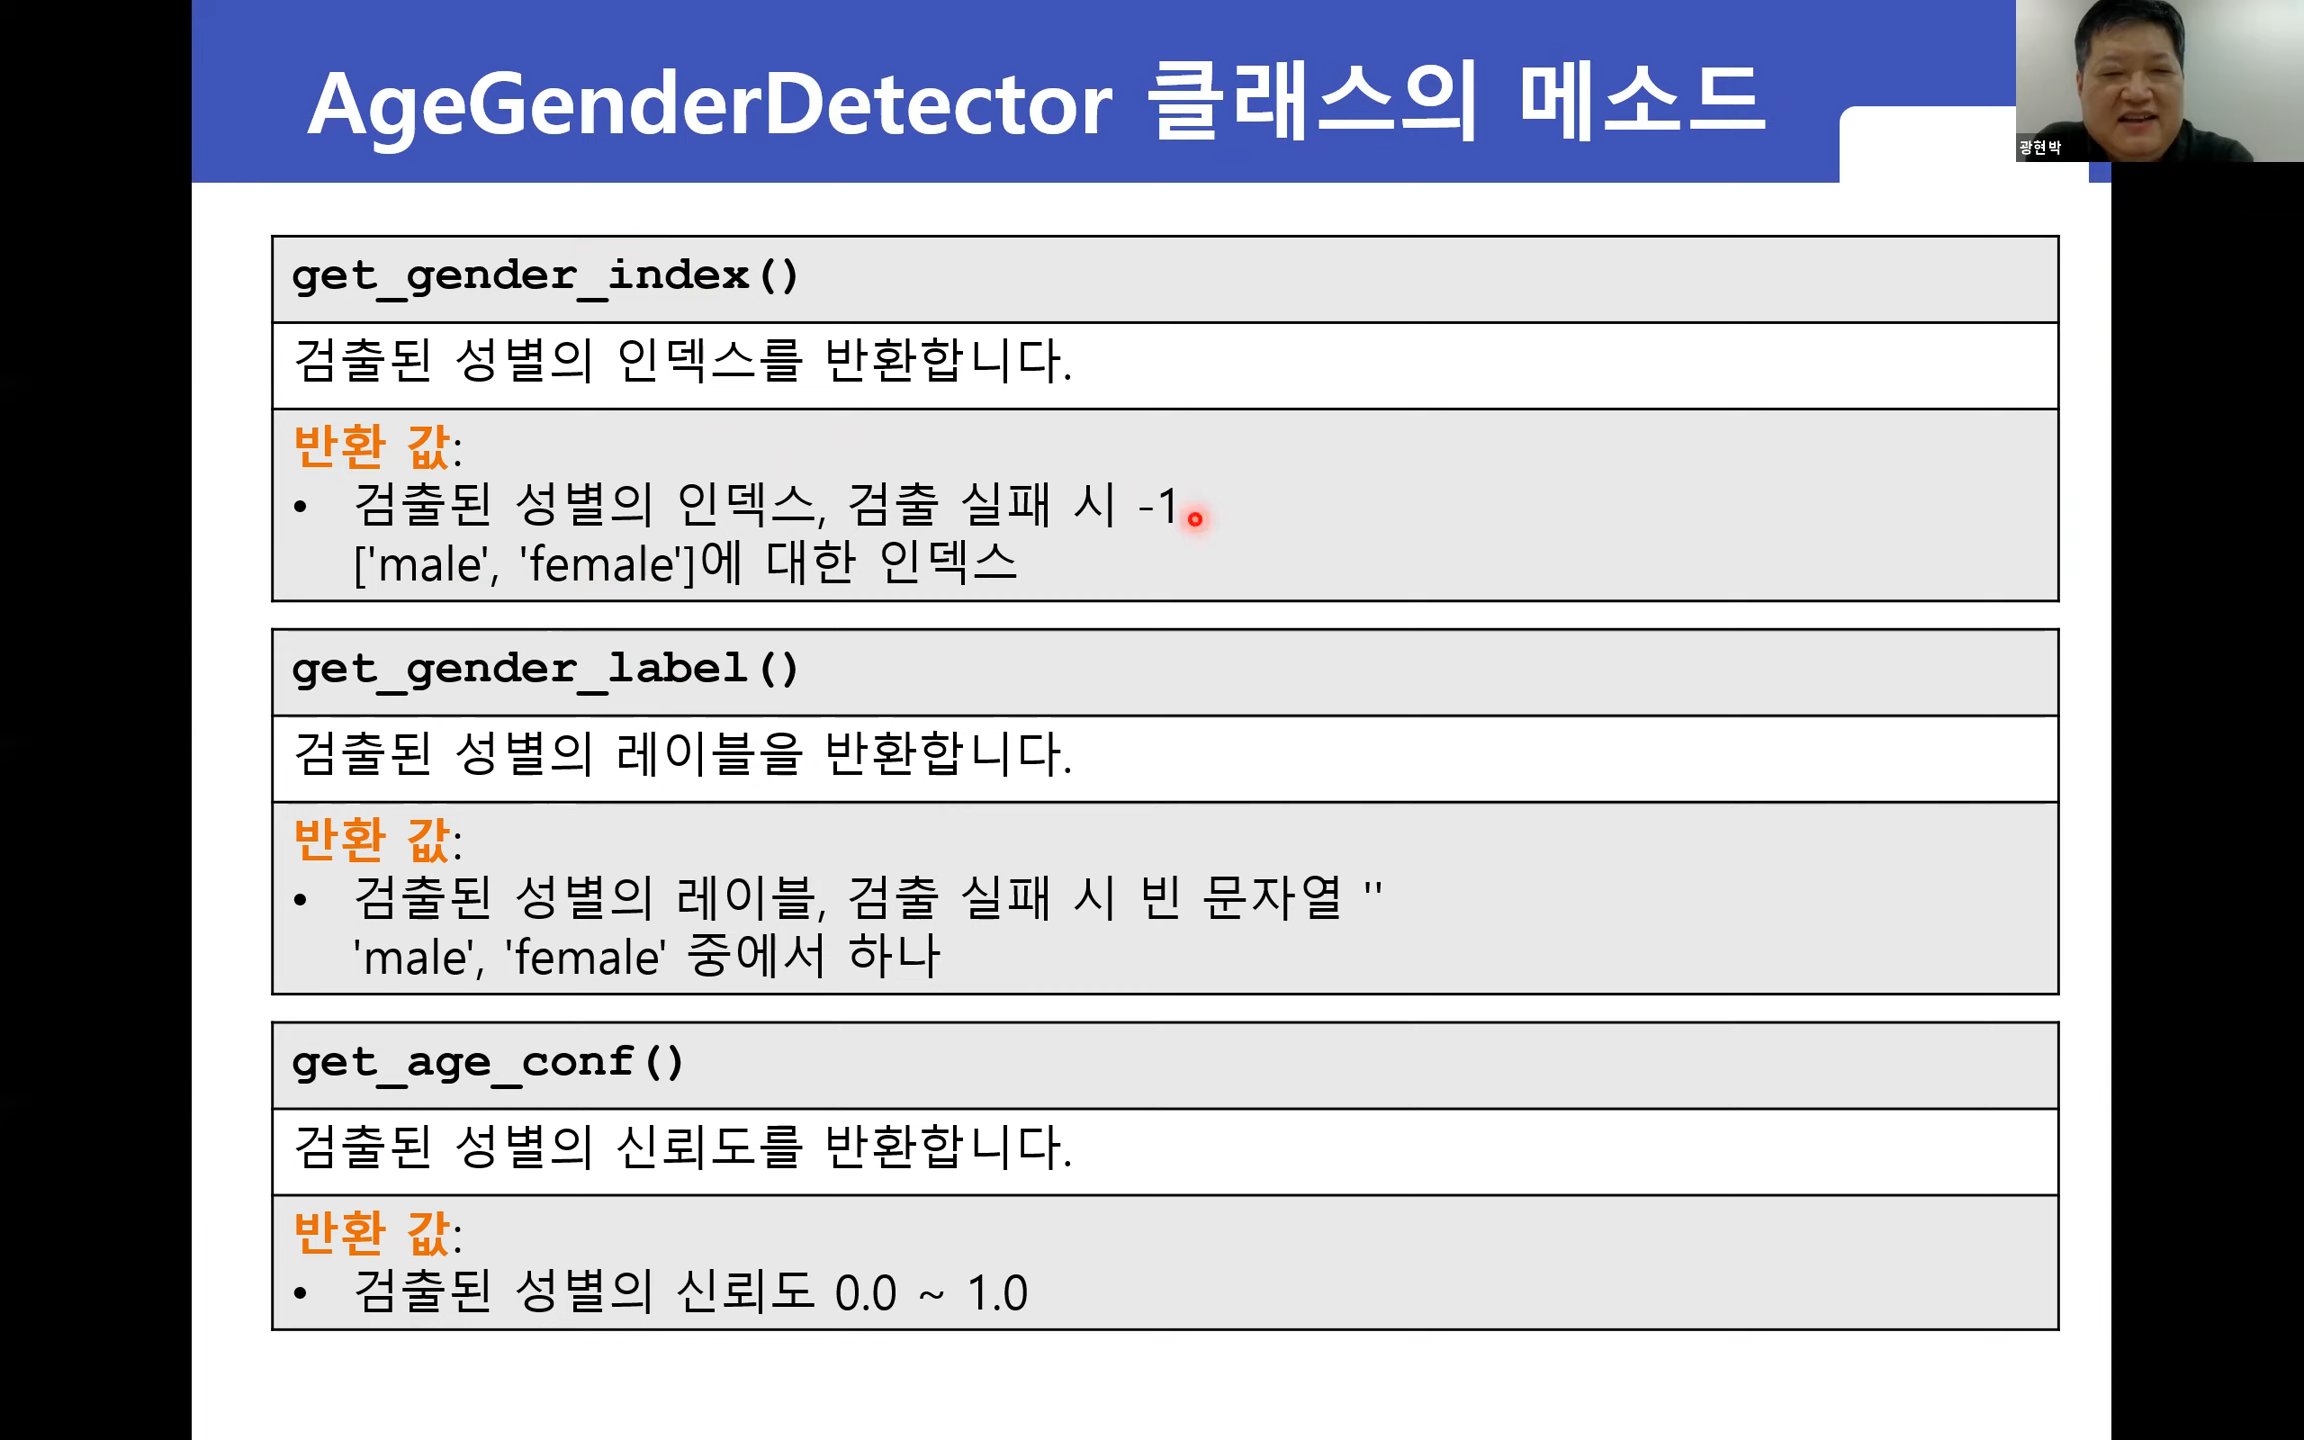 AgeGenderDetector 클래스의 메소드
광현박
get_gender_index()
검출된 성별의 인덱스를 반환합니다.
반환 값:
• 검출된 성별의 인덱스, 검출 실패 시 -1
['male', 'female']에 대한 인덱스
get_gender_label()
검출된 성별의 레이블을 반환합니다.
반환 값:
• 검출된 성별의 레이블, 검출 실패 시 빈 문자열 ''
'male', 'female' 중에서 하나
get_age_conf()
검출된 성별의 신뢰도를 반환합니다.
반환 값:
• 검출된 성별의 신뢰도 0.0 ~ 1.0